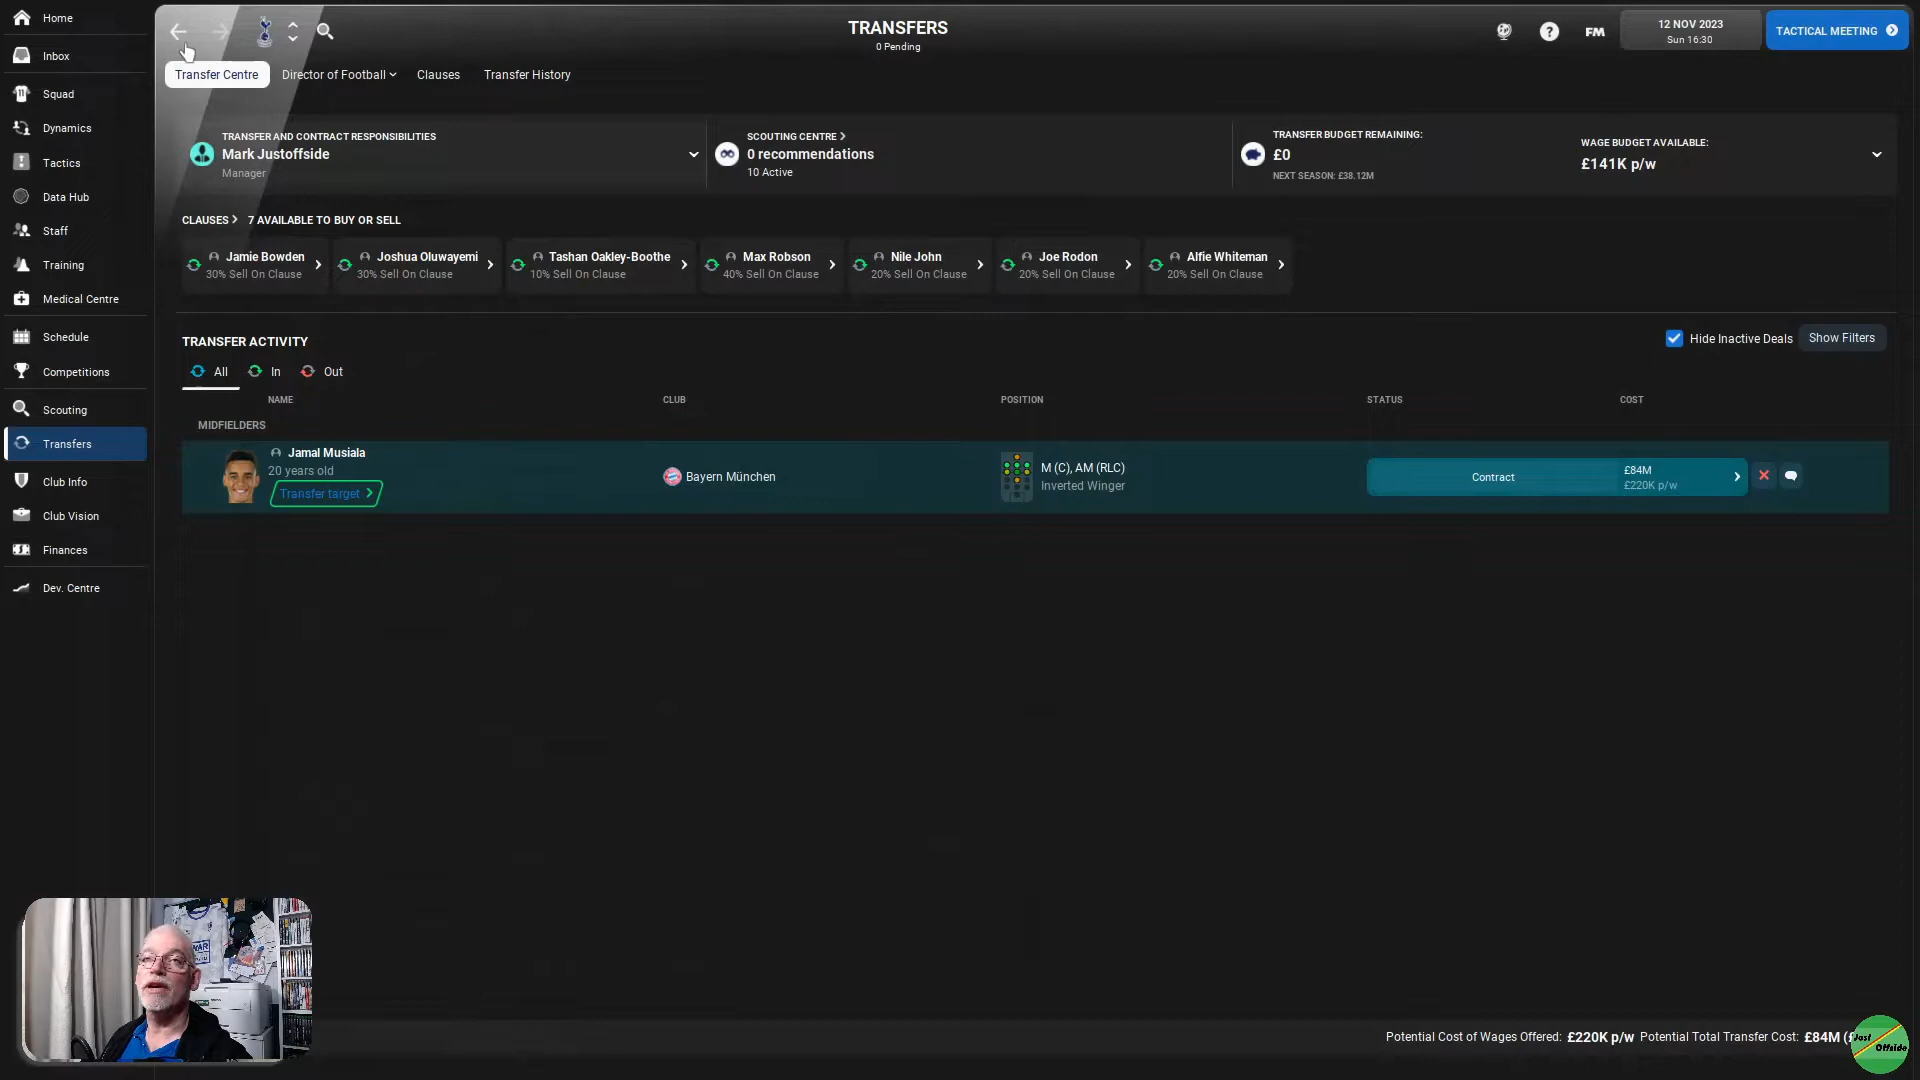 Home
Inbox
Squad
Dynamics
Tactics
Data Hub
Staff
Training
Medical Centre
Schedule
Competitions
Scouting
Transfers
Club Info
Club Vision
Finances
Dev. Centre
TRANSFERS
0 Pending
FM
12 NOV 2023
Sun 16:30
TACTICAL MEETING
Transfer Centre
Director of Football
Clauses
Transfer History
TRANSFER AND CONTRACT RESPONSIBILITIES
Mark Justoffside
Manager
SCOUTING CENTRE
0 recommendations
10 Active
TRANSFER BUDGET REMAINING:
£0
NEXT SEASON: £38.12M
WAGE BUDGET AVAILABLE:
£141K p/w
CLAUSES 7 AVAILABLE TO BUY OR SELL
Jamie Bowden
30% Sell On Clause
Joshua Oluwayemi
30% Sell On Clause
Tashan Oakley-Boothe
10% Sell On Clause
Max Robson
40% Sell On Clause
Nile John
20% Sell On Clause
Joe Rodon
20% Sell On Clause
Alfie Whiteman
20% Sell On Clause
TRANSFER ACTIVITY
Hide Inactive Deals
Show Filters
All
In
Out
NAME
CLUB
POSITION
STATUS
COST
MIDFIELDERS
Jamal Musiala
20 years old
Transfer target
Bayern München
M (C), AM (RLC)
Inverted Winger
Contract
£84M
£220K p/w
Potential Cost of Wages Offered: £220K p/w Potential Total Transfer Cost: £84M
Just
Offside